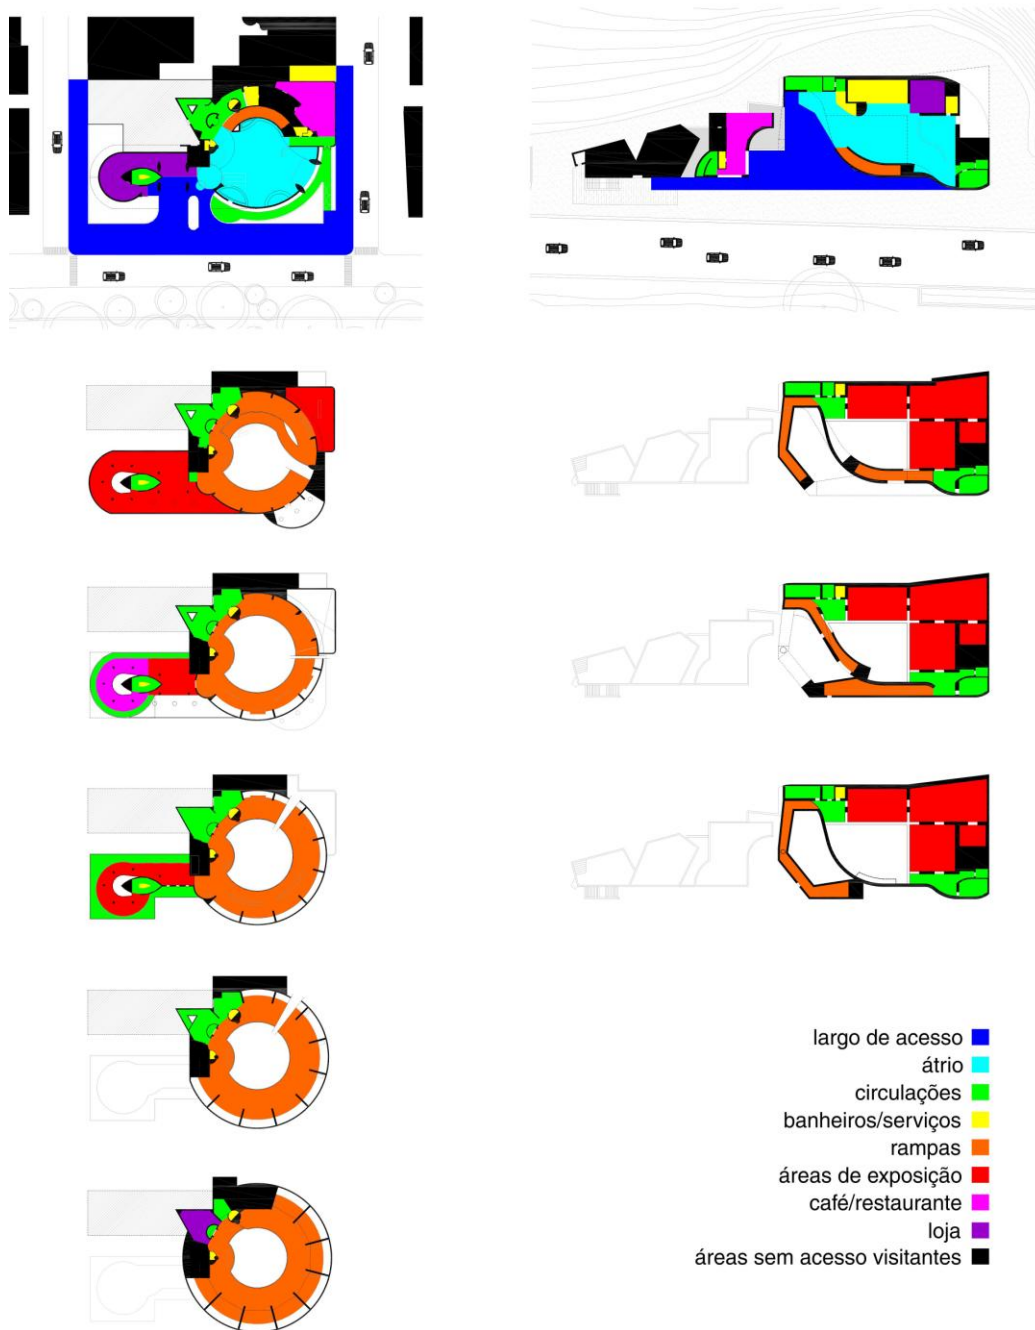 largo de acesso
átrio
circulações
banheiros/serviços
rampas
áreas de exposição
café/restaurante
loja
áreas sem acesso visitantes